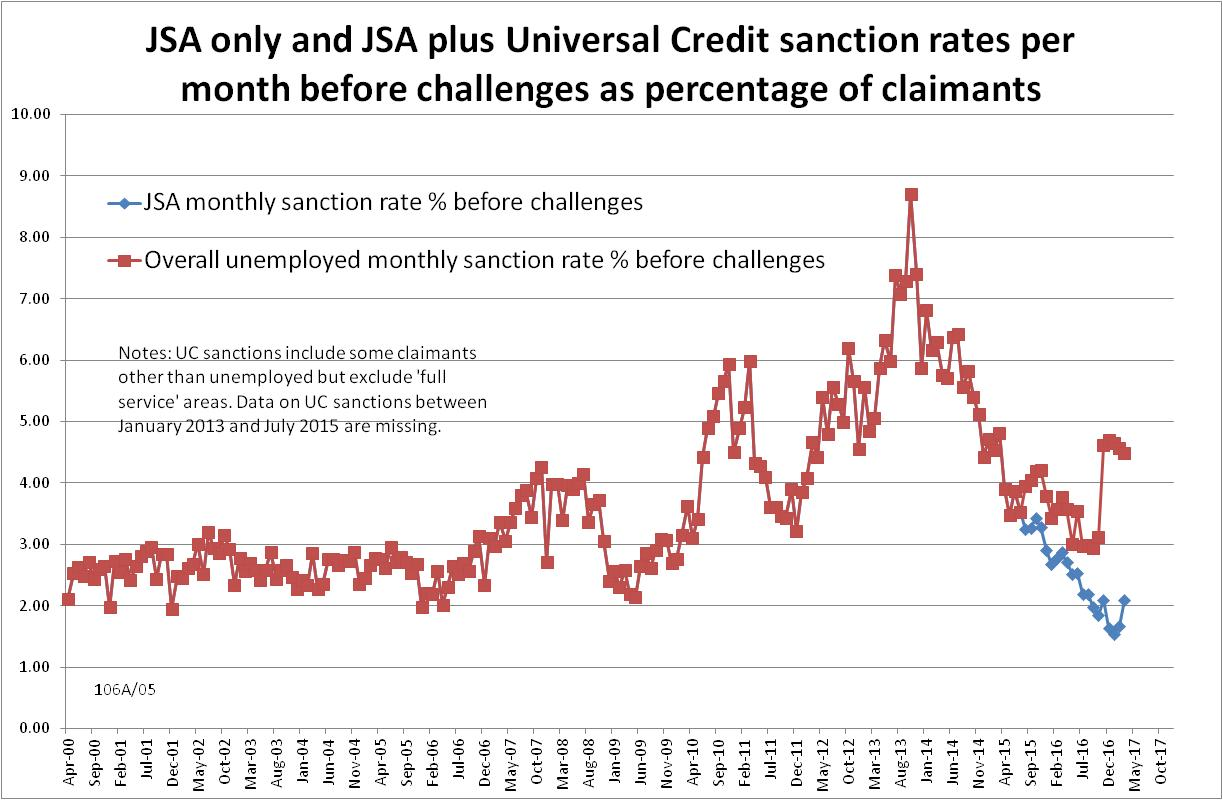 JSA only and JSA plus Universal Credit sanction rates per
month before challenges as percentage of claimants
10.00
9.00
8.00
7.00
6.00
5.00
4.00
3.00
2.00
1.00
0.00
JSA monthly sanction rate % before challenges
Overall unemployed monthly sanction rate % before challenges
Notes: UC sanctions include some claimants
other than unemployed but exclude 'full
service' areas. Data on UC sanctions between
January 2013 and July 2015 are missing.
106A/05
Apr-00
Sep-00
Feb-01
Jul-01
Dec-01
May-02
Oct-02
Mar-03
Aug-03
Jan-04
Jun-04
Nov-04
Apr-05
Sep-05
Feb-06
Jul-06
Dec-06
May-07
Oct-07
Mar-08
Aug-08
Jan-09
Jun-09
Nov-09
Apr-10
Sep-10
Feb-11
Jul-11
Dec-11
May-12
Oct-12
Mar-13
Aug-13
Jan-14
Jun-14
Nov-14
Apr-15
Sep-15
Feb-16
Jul-16
Dec-16
May-17
Oct-17